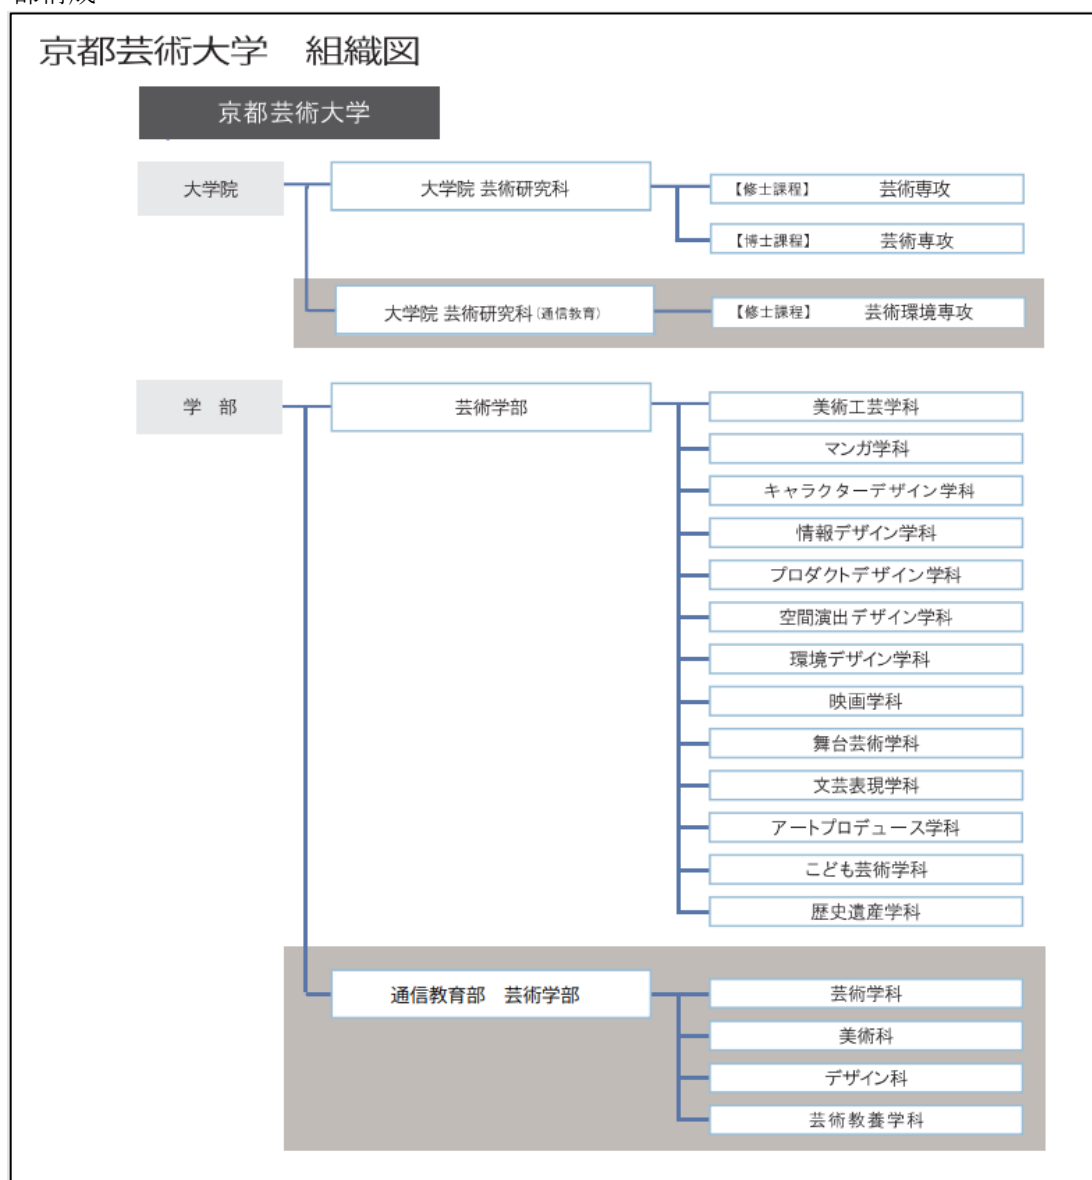 京都芸術大学　組織図
京都芸術大学
大学院
大学院 芸術研究科
【修士課程】　芸術専攻
【博士課程】　芸術専攻
大学院 芸術研究科(通信教育)
【修士課程】　芸術環境専攻
学　部
芸術学部
美術工芸学科
マンガ学科
キャラクターデザイン学科
情報デザイン学科
プロダクトデザイン学科
空間演出デザイン学科
環境デザイン学科
映画学科
舞台芸術学科
文芸表現学科
アートプロデュース学科
こども芸術学科
歴史遺産学科
通信教育部　芸術学部
芸術学科
美術科
デザイン科
芸術教養学科